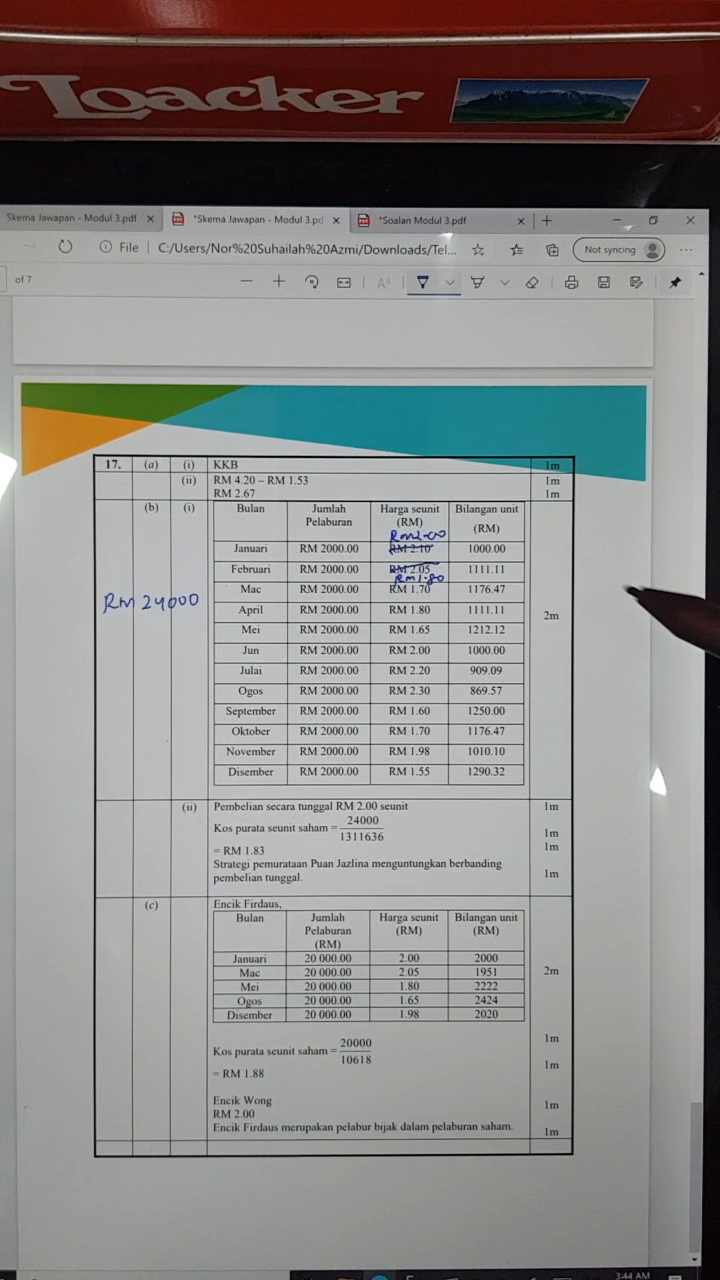 Loacker
Skema Jawapan - Modul 3.pdf
*Skema Jawapan - Modul 3.pd
*Soalan Modul 3.pdf
File C:/Users/Nor%20Suhailah%20Azmi/Downloads/Tel... Not syncing
of 7
17. (a) (i) KKB 1m
(ii) RM 4.20 – RM 1.53 1m
RM 2.67 1m
(b) (i) Bulan Jumlah Pelaburan Harga seunit (RM) Bilangan unit (RM)
RM2.00
Januari RM 2000.00 RM 2.10 1000.00
Februari RM 2000.00 RM 2.05 1111.11
RM1.80
Mac RM 2000.00 RM 1.70 1176.47
RM 24000
April RM 2000.00 RM 1.80 1111.11
2m
Mei RM 2000.00 RM 1.65 1212.12
Jun RM 2000.00 RM 2.00 1000.00
Julai RM 2000.00 RM 2.20 909.09
Ogos RM 2000.00 RM 2.30 869.57
September RM 2000.00 RM 1.60 1250.00
Oktober RM 2000.00 RM 1.70 1176.47
November RM 2000.00 RM 1.98 1010.10
Disember RM 2000.00 RM 1.55 1290.32
(ii) Pembelian secara tunggal RM 2.00 seunit 1m
Kos purata seunit saham = 24000/1311636 1m
= RM 1.83 1m
Strategi pemurataan Puan Jazlina menguntungkan berbanding
pembelian tunggal. 1m
(c) Encik Firdaus,
Bulan Jumlah Pelaburan (RM) Harga seunit (RM) Bilangan unit (RM)
Januari 20 000.00 2.00 2000
Mac 20 000.00 2.05 1951 2m
Mei 20 000.00 1.80 2222
Ogos 20 000.00 1.65 2424
Disember 20 000.00 1.98 2020
Kos purata seunit saham = 20000/10618 1m
= RM 1.88 1m
Encik Wong
RM 2.00 1m
Encik Firdaus merupakan pelabur bijak dalam pelaburan saham. 1m
3:44 AM